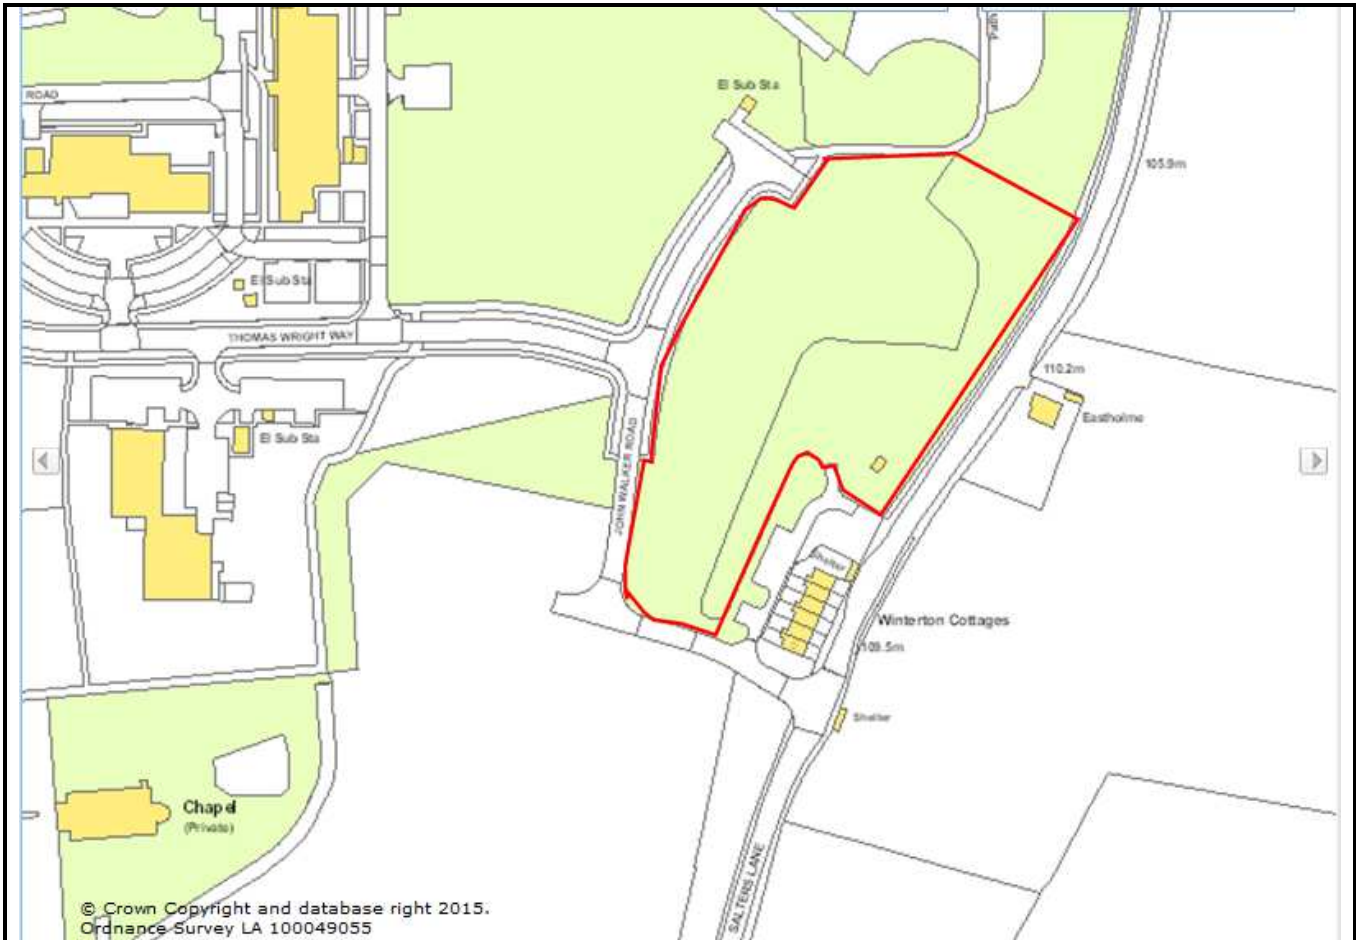 Path
El Sub Sta
ROAD
105.9m
El Sub Sta
THOMAS WRIGHT WAY
110.2m
Eastholme
El Sub Sta
JOHN WALKER ROAD
Shelter
Winterton Cottages
109.5m
Shelter
Chapel
(Private)
SALTERS LANE
© Crown Copyright and database right 2015.
Ordnance Survey LA 100049055